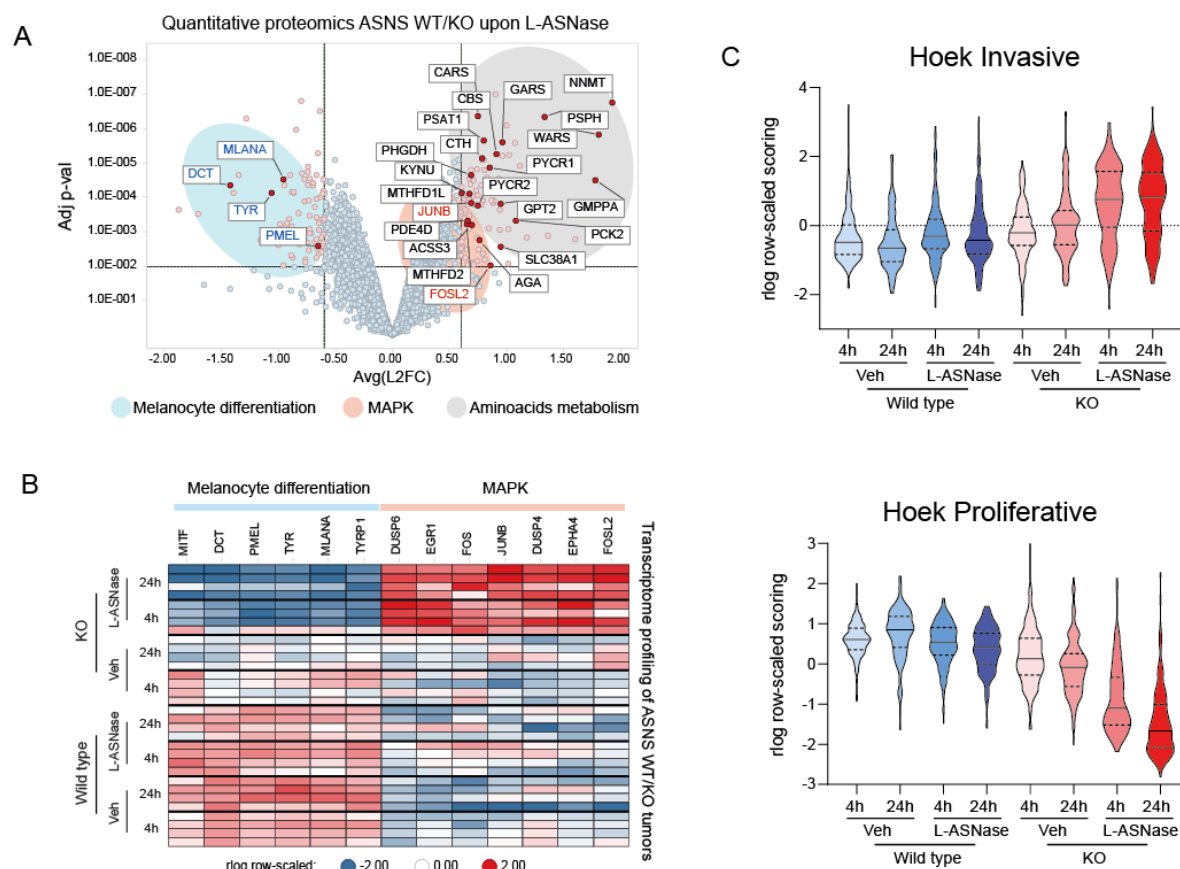 A
Quantitative proteomics ASNS WT/KO upon L-ASNase
Adj p-val
1.0E-008
1.0E-007
1.0E-006
1.0E-005
1.0E-004
1.0E-003
1.0E-002
1.0E-001
CARS
CBS
GARS
NNMT
PSAT1
PSPH
CTH
WARS
PHGDH
PYCR1
KYNU
MTHFD1L
PYCR2
GMPPA
JUNB
GPT2
PDE4D
PCK2
ACSS3
SLC38A1
MTHFD2
AGA
FOSL2
MLANA
DCT
TYR
PMEL
-2.00 -1.50 -1.00 -0.50 0.00 0.50 1.00 1.50 2.00
Avg(L2FC)
Melanocyte differentiation MAPK Aminoacids metabolism
B
Melanocyte differentiation MAPK
MITF DCT PMEL TYR MLANA TYRP1 DUSP6 EGR1 FOS JUNB DUSP4 EPHA4 FOSL2
KO
L-ASNase
24h
4h
Veh
24h
4h
Wild type
L-ASNase
24h
4h
Veh
24h
4h
Transcriptome profiling of ASNS WT/KO tumors
rlog row-scaled: -2.00 0.00 2.00
C
Hoek Invasive
rlog row-scaled scoring
4
2
0
-2
4h 24h 4h 24h 4h 24h 4h 24h
Veh L-ASNase Veh L-ASNase
Wild type KO
Hoek Proliferative
rlog row-scaled scoring
3
2
1
0
-1
-2
-3
4h 24h 4h 24h 4h 24h 4h 24h
Veh L-ASNase Veh L-ASNase
Wild type KO